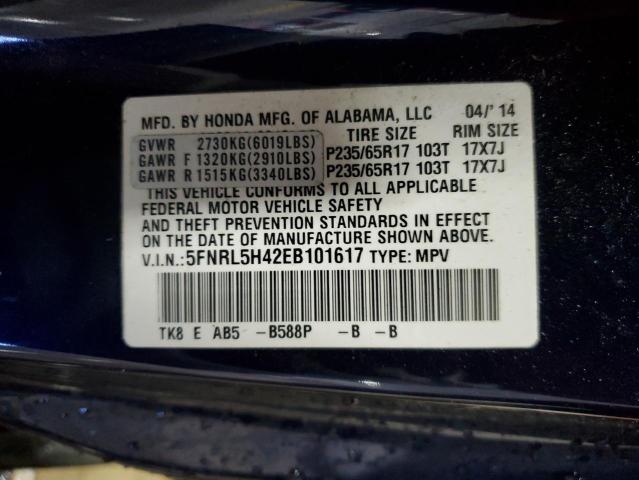 MFD. BY HONDA MFG. OF ALABAMA, LLC 04/' 14
TIRE SIZE RIM SIZE
GVWR 2730KG(6019LBS)
GAWR F 1320KG(2910LBS) P235/65R17 103T 17X7J
GAWR R 1515KG(3340LBS) P235/65R17 103T 17X7J
THIS VEHICLE CONFORMS TO ALL APPLICABLE
FEDERAL MOTOR VEHICLE SAFETY
AND THEFT PREVENTION STANDARDS IN EFFECT
ON THE DATE OF MANUFACTURE SHOWN ABOVE.
V.I.N.:5FNRL5H42EB101617 TYPE: MPV
TK8 E AB5 -B588P -B -B